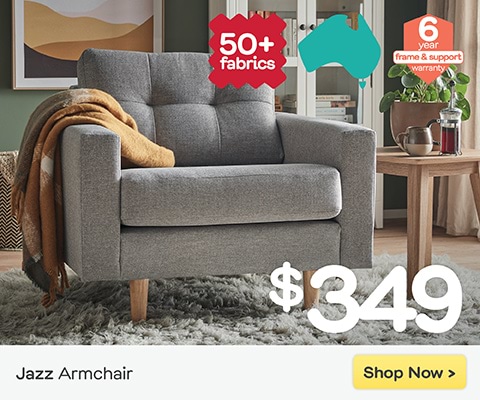 50+
fabrics
6
year
frame & support
warranty
$349
Jazz Armchair
Shop Now >